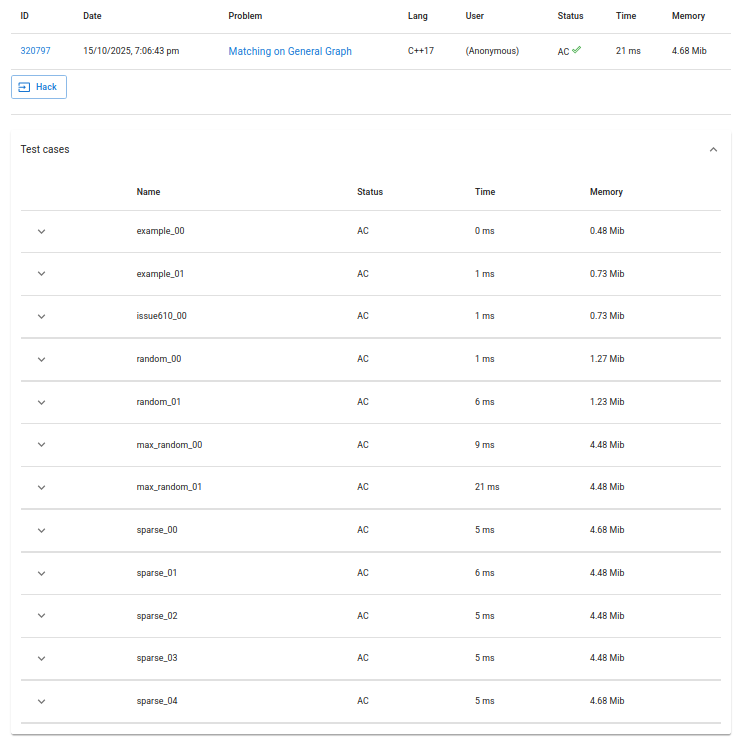 ID Date Problem Lang User Status Time Memory
320797 15/10/2025, 7:06:43 pm Matching on General Graph C++17 (Anonymous) AC 21 ms 4.68 Mib
Hack
Test cases
Name Status Time Memory
example_00 AC 0 ms 0.48 Mib
example_01 AC 1 ms 0.73 Mib
issue610_00 AC 1 ms 0.73 Mib
random_00 AC 1 ms 1.27 Mib
random_01 AC 6 ms 1.23 Mib
max_random_00 AC 9 ms 4.48 Mib
max_random_01 AC 21 ms 4.48 Mib
sparse_00 AC 5 ms 4.68 Mib
sparse_01 AC 6 ms 4.48 Mib
sparse_02 AC 5 ms 4.48 Mib
sparse_03 AC 5 ms 4.48 Mib
sparse_04 AC 5 ms 4.68 Mib